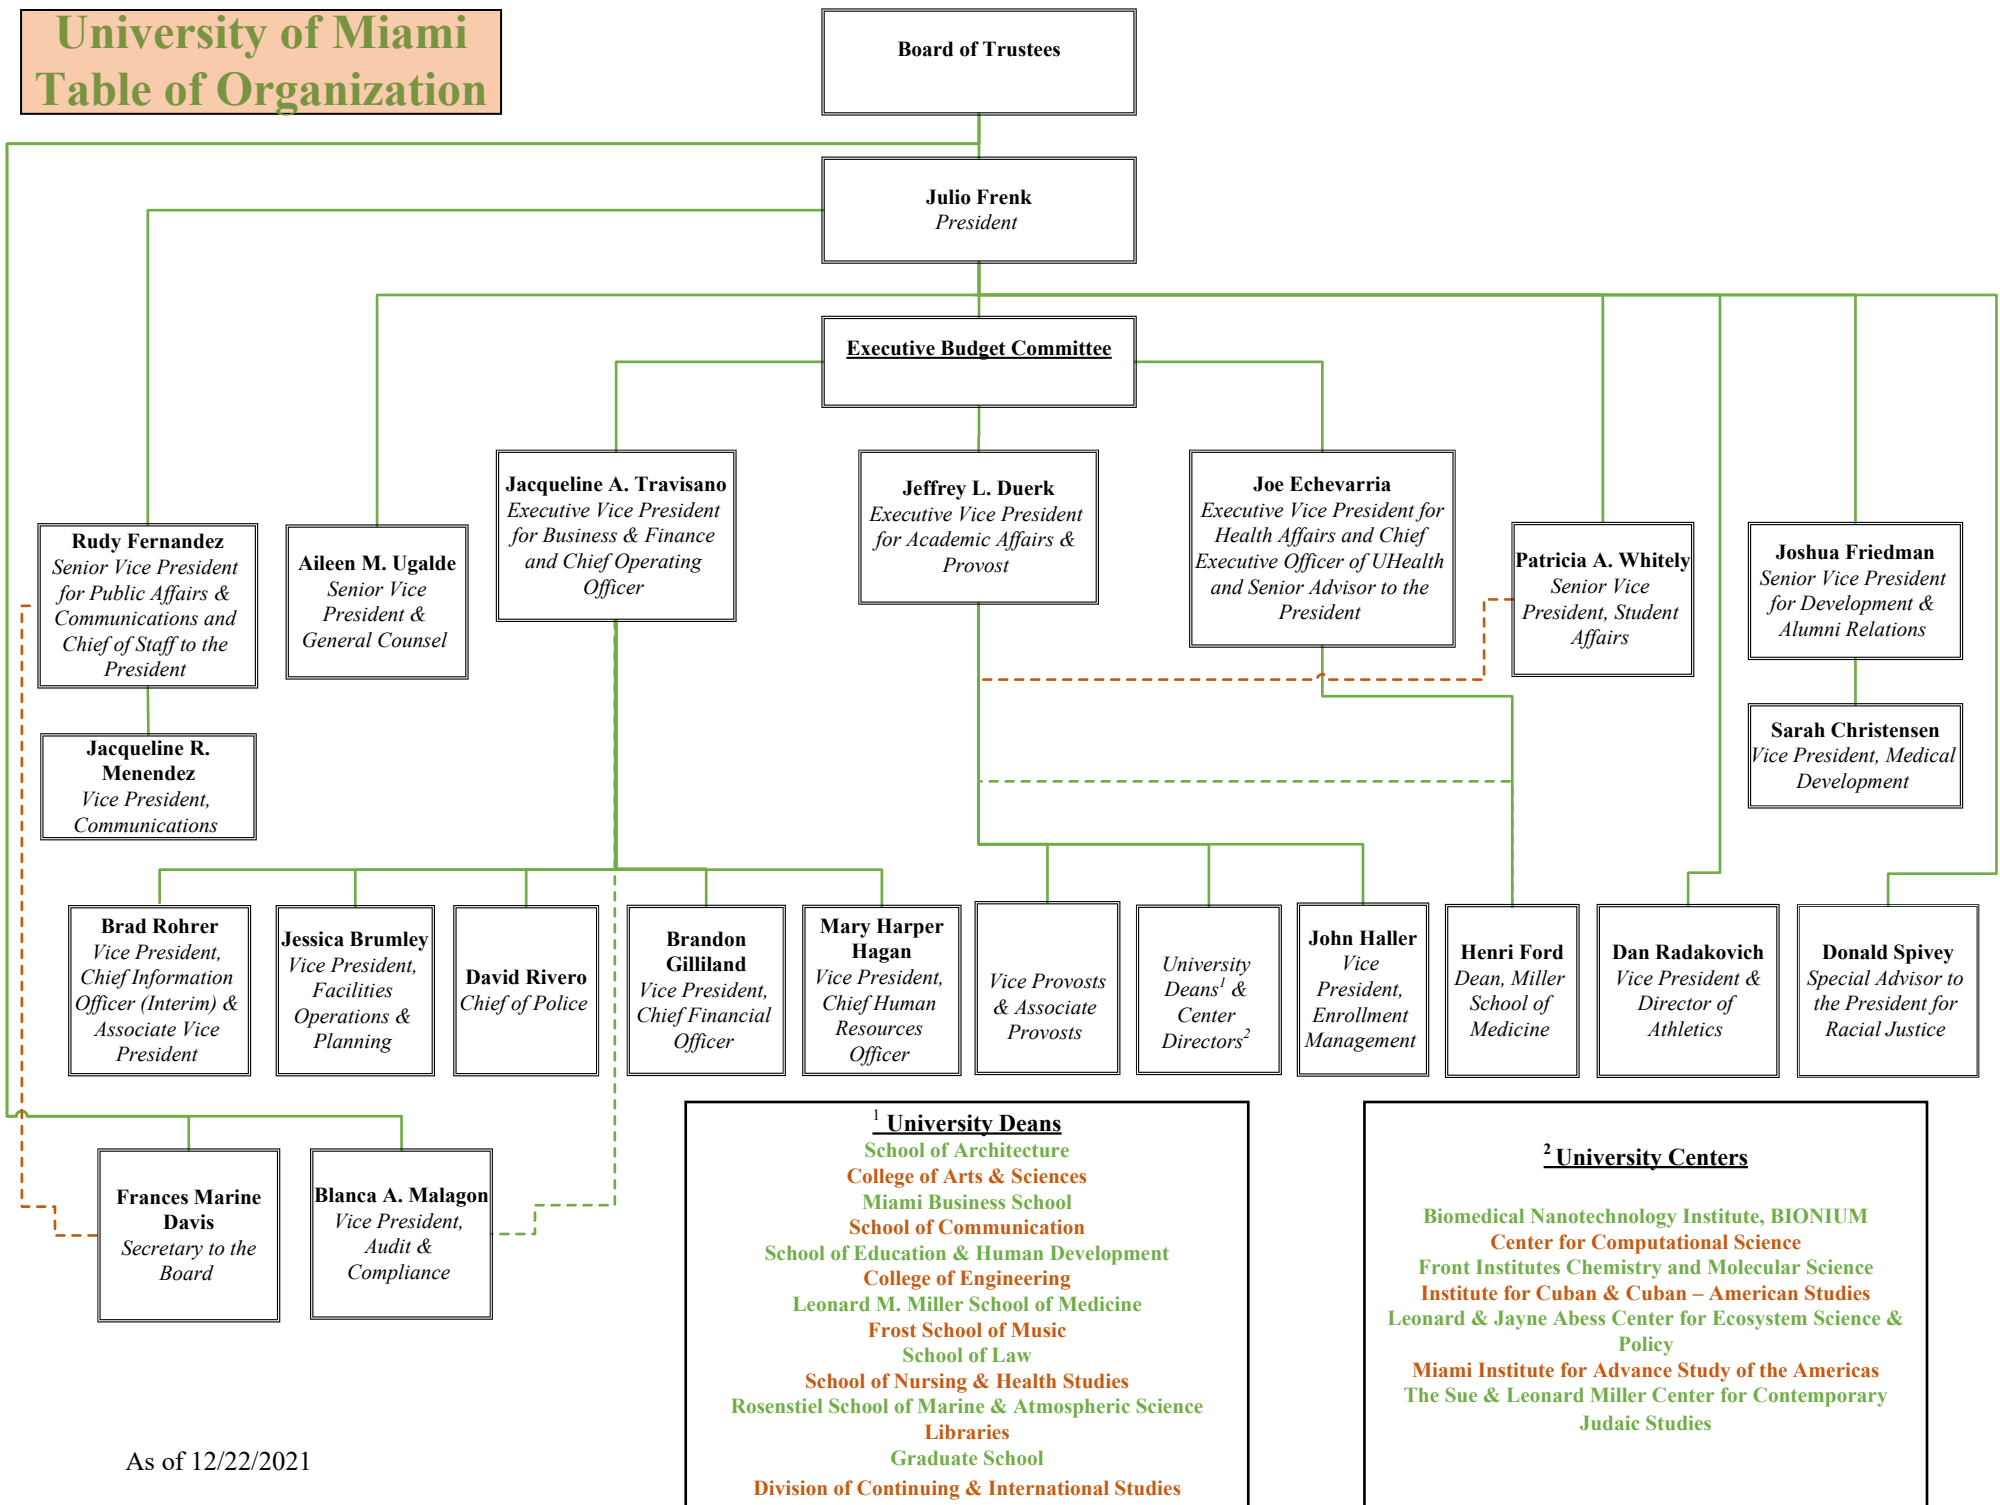 University of Miami
Table of Organization
Board of Trustees
Julio Frenk
President
Executive Budget Committee
Jacqueline A. Travisano
Executive Vice President
for Business & Finance
and Chief Operating
Officer
Jeffrey L. Duerk
Executive Vice President
for Academic Affairs &
Provost
Joe Echevarria
Executive Vice President for
Health Affairs and Chief
Executive Officer of UHealth
and Senior Advisor to the
President
Rudy Fernandez
Senior Vice President
for Public Affairs &
Communications and
Chief of Staff to the
President
Aileen M. Ugalde
Senior Vice
President &
General Counsel
Patricia A. Whitely
Senior Vice
President, Student
Affairs
Joshua Friedman
Senior Vice President
for Development &
Alumni Relations
Jacqueline R.
Menendez
Vice President,
Communications
Sarah Christensen
Vice President, Medical
Development
Brad Rohrer
Vice President,
Chief Information
Officer (Interim) &
Associate Vice
President
Jessica Brumley
Vice President,
Facilities
Operations &
Planning
David Rivero
Chief of Police
Brandon
Gilliland
Vice President,
Chief Financial
Officer
Mary Harper
Hagan
Vice President,
Chief Human
Resources
Officer
Vice Provosts
& Associate
Provosts
University
Deans1 &
Center
Directors2
John Haller
Vice
President,
Enrollment
Management
Henri Ford
Dean, Miller
School of
Medicine
Dan Radakovich
Vice President &
Director of
Athletics
Donald Spivey
Special Advisor to
the President for
Racial Justice
Frances Marine
Davis
Secretary to the
Board
Blanca A. Malagon
Vice President,
Audit &
Compliance
1 University Deans
School of Architecture
College of Arts & Sciences
Miami Business School
School of Communication
School of Education & Human Development
College of Engineering
Leonard M. Miller School of Medicine
Frost School of Music
School of Law
School of Nursing & Health Studies
Rosenstiel School of Marine & Atmospheric Science
Libraries
Graduate School
Division of Continuing & International Studies
2 University Centers
Biomedical Nanotechnology Institute, BIONIUM
Center for Computational Science
Front Institutes Chemistry and Molecular Science
Institute for Cuban & Cuban – American Studies
Leonard & Jayne Abess Center for Ecosystem Science &
Policy
Miami Institute for Advance Study of the Americas
The Sue & Leonard Miller Center for Contemporary
Judaic Studies
As of 12/22/2021